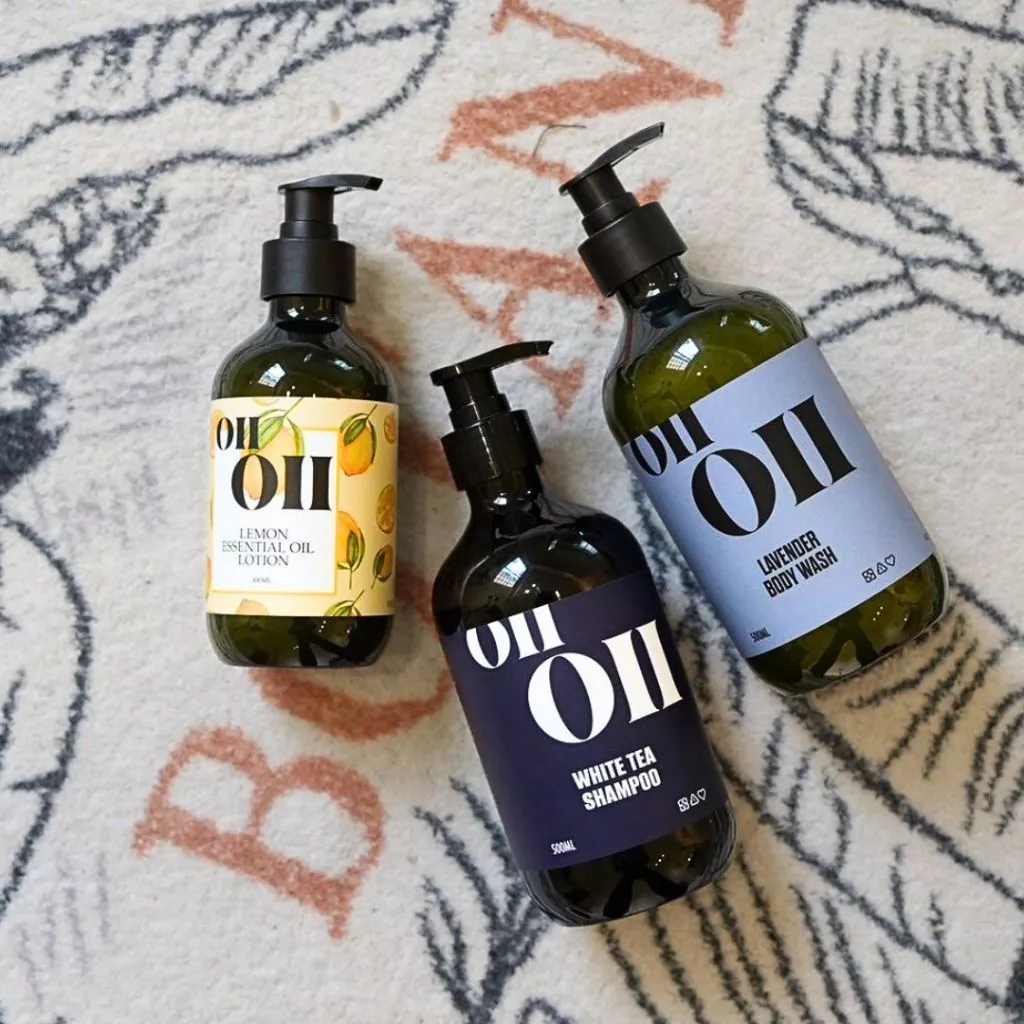 OII
OII
LEMON
ESSENTIAL OIL
LOTION
OII
OII
WHITE TEA
SHAMPOO
500ML
OII
OII
LAVENDER
BODY WASH
500ML